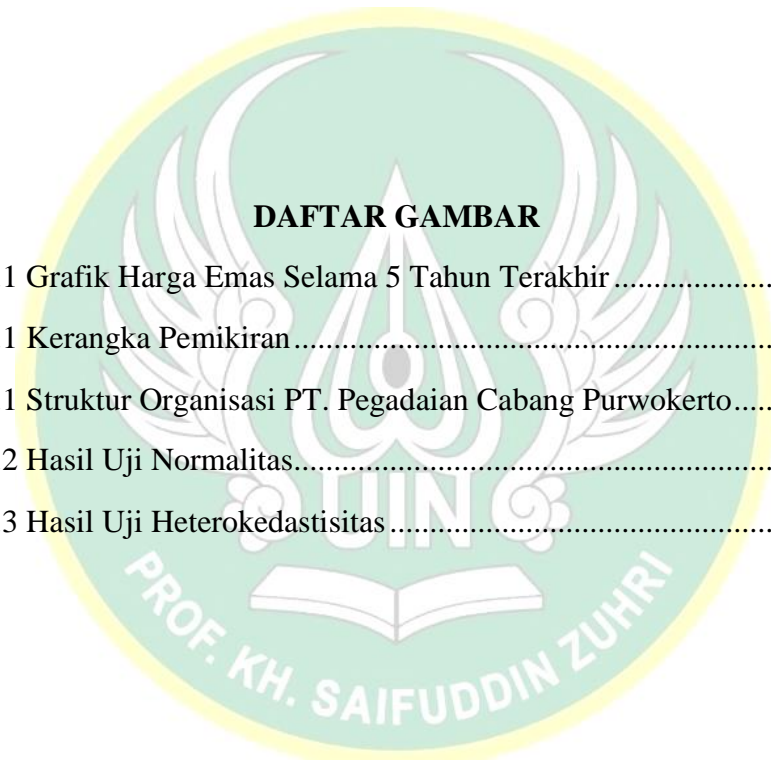 DAFTAR GAMBAR
1 Grafik Harga Emas Selama 5 Tahun Terakhir...................
1 Kerangka Pemikiran...........................................................
1 Struktur Organisasi PT. Pegadaian Cabang Purwokerto.....
2 Hasil Uji Normalitas...........................................................
3 Hasil Uji Heterokedastisitas................................................
UIN
PROF. KH. SAIFUDDIN ZUHRI